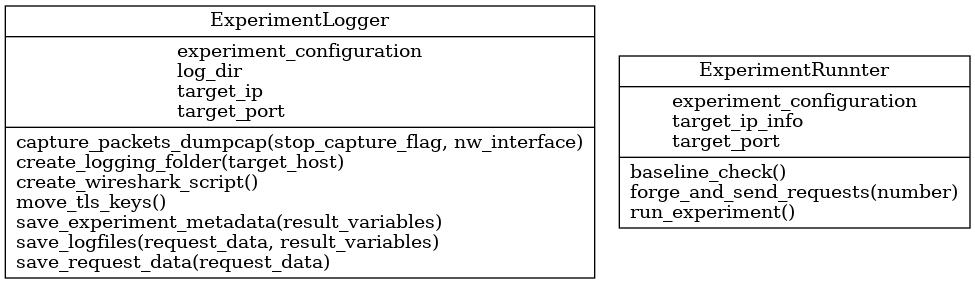 ExperimentLogger
experiment_configuration
log_dir
target_ip
target_port
capture_packets_dumpcap(stop_capture_flag, nw_interface)
create_logging_folder(target_host)
create_wireshark_script()
move_tls_keys()
save_experiment_metadata(result_variables)
save_logfiles(request_data, result_variables)
save_request_data(request_data)
ExperimentRunnter
experiment_configuration
target_ip_info
target_port
baseline_check()
forge_and_send_requests(number)
run_experiment()